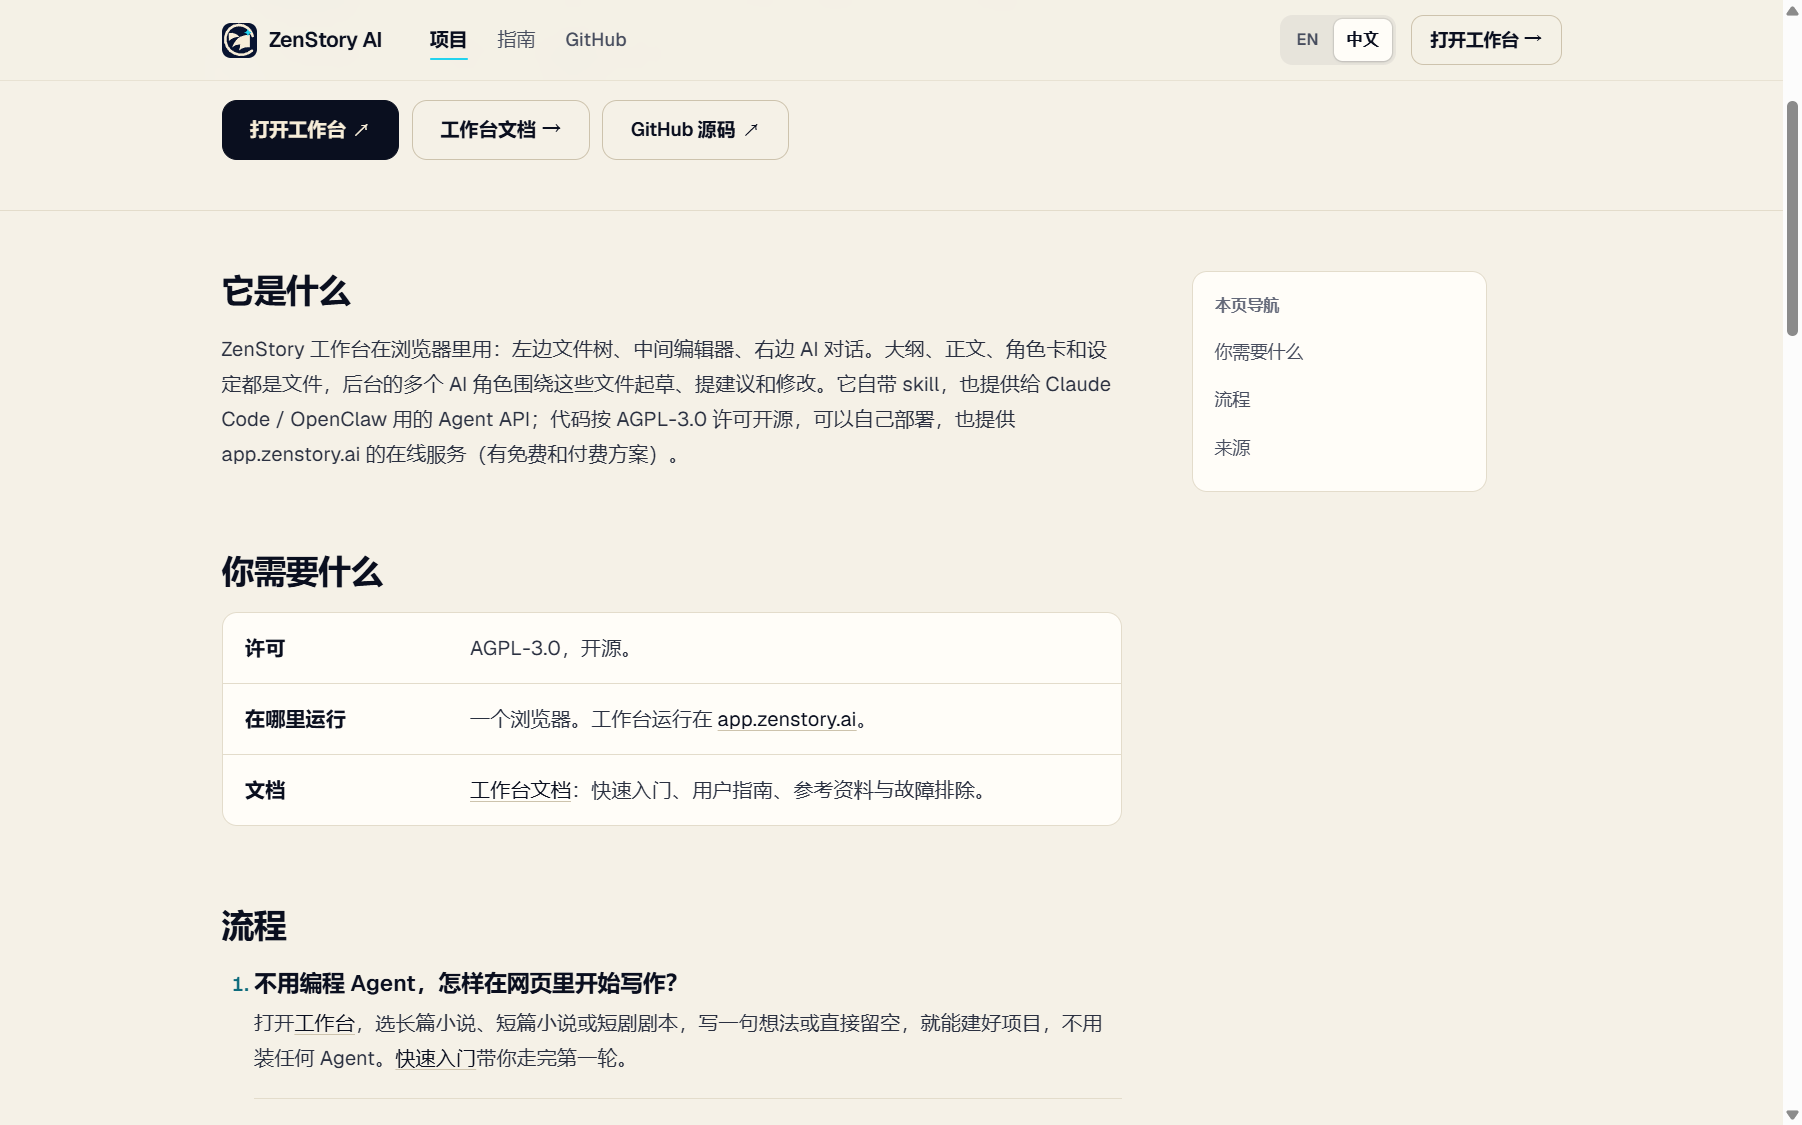 ZenStory AI
项目
指南
GitHub
EN
中文
打开工作台 →
打开工作台 ↗
工作台文档 →
GitHub 源码 ↗
它是什么
ZenStory 工作台在浏览器里用：左边文件树、中间编辑器、右边 AI 对话。大纲、正文、角色卡和设
定都是文件，后台的多个 AI 角色围绕这些文件起草、提建议和修改。它自带 skill，也提供给 Claude
Code / OpenClaw 用的 Agent API；代码按 AGPL-3.0 许可开源，可以自己部署，也提供
app.zenstory.ai 的在线服务（有免费和付费方案）。
本页导航
你需要什么
流程
来源
你需要什么
许可
AGPL-3.0，开源。
在哪里运行
一个浏览器。工作台运行在 app.zenstory.ai。
文档
工作台文档：快速入门、用户指南、参考资料与故障排除。
流程
1. 不用编程 Agent，怎样在网页里开始写作？
打开工作台，选长篇小说、短篇小说或短剧剧本，写一句想法或直接留空，就能建好项目，不用
装任何 Agent。快速入门带你走完第一轮。